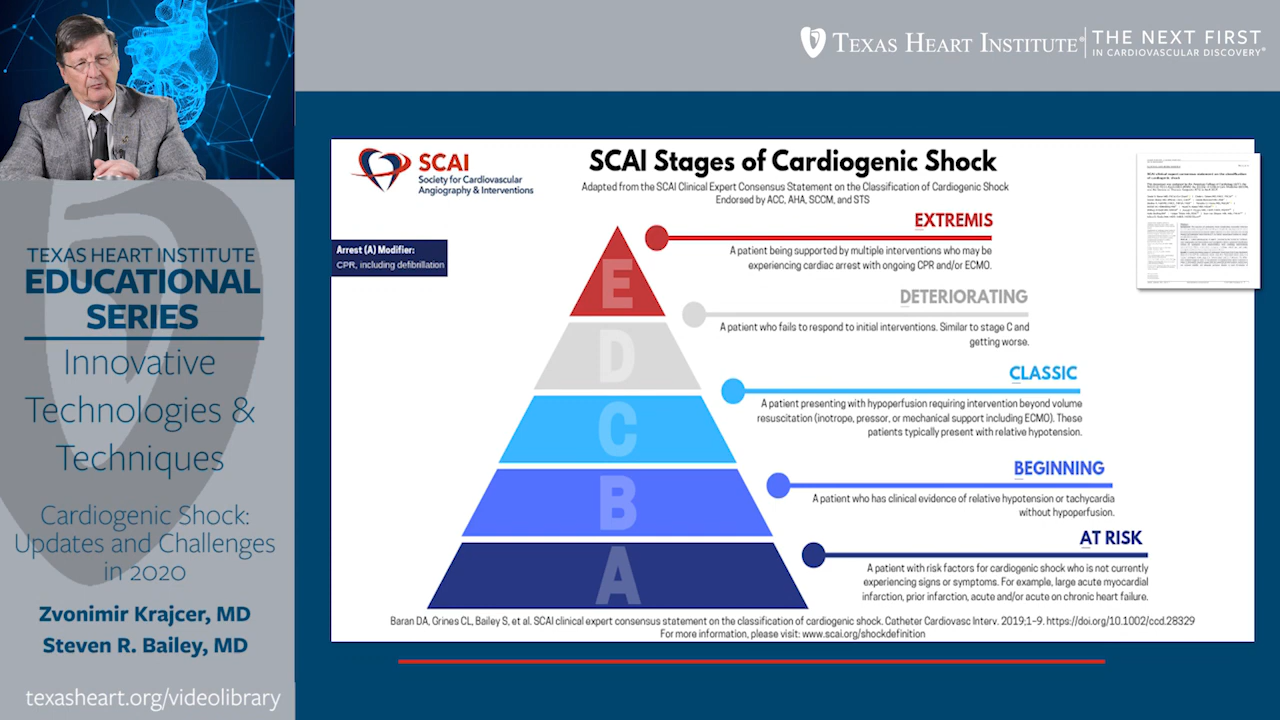 TEXAS HEART INSTITUTE®
THE NEXT FIRST
IN CARDIOVASCULAR DISCOVERY®
TEXAS HEART INSTITUTE
EDUCATIONAL
SERIES
Innovative
Technologies &
Techniques
Cardiogenic Shock:
Updates and Challenges
in 2020
Zvonimir Krajcer, MD
Steven R. Bailey, MD
texasheart.org/videolibrary
SCAI
Society for Cardiovascular
Angiography & Interventions
SCAI Stages of Cardiogenic Shock
Adapted from the SCAI Clinical Expert Consensus Statement on the Classification of Cardiogenic Shock
Endorsed by ACC, AHA, SCCM, and STS
Arrest (A) Modifier:
CPR, including defibrillation
E
EXTREMIS
A patient being supported by multiple interventions who may be
experiencing cardiac arrest with ongoing CPR and/or ECMO.
D
DETERIORATING
A patient who fails to respond to initial interventions. Similar to stage C and
getting worse.
C
CLASSIC
A patient presenting with hypoperfusion requiring intervention beyond volume
resuscitation (inotrope, pressor, or mechanical support including ECMO). These
patients typically present with relative hypotension.
B
BEGINNING
A patient who has clinical evidence of relative hypotension or tachycardia
without hypoperfusion.
A
AT RISK
A patient with risk factors for cardiogenic shock who is not currently
experiencing signs or symptoms. For example, large acute myocardial
infarction, prior infarction, acute and/or acute on chronic heart failure.
Baran DA, Grines CL, Bailey S, et al. SCAI clinical expert consensus statement on the classification of cardiogenic shock. Catheter Cardiovasc Interv. 2019;1–9. https://doi.org/10.1002/ccd.28329
For more information, please visit: www.scai.org/shockdefinition